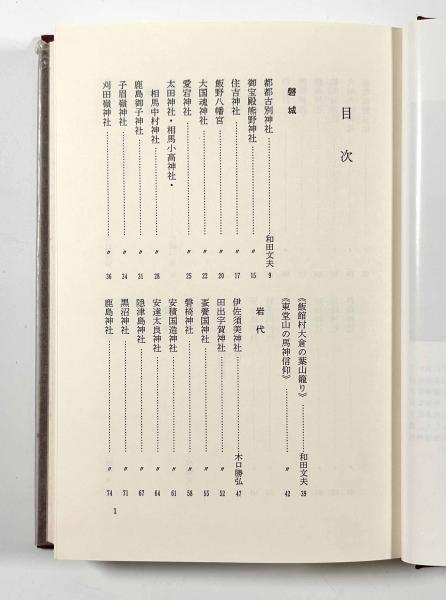 目次
磐城
都都古別神社……和田文夫 9
御宝殿熊野神社……〃 15
住吉神社……〃 17
飯野八幡宮……〃 20
大国魂神社……〃 22
愛宕神社……〃 25
太田神社・相馬小高神社・
相馬中村神社……〃 28
鹿島御子神社……〃 31
子眉嶺神社……〃 34
刈田嶺神社……〃 36
《飯館村大倉の葉山籠り》……和田文夫 39
《東堂山の馬神信仰》……〃 42
岩代
伊佐須美神社……木口勝弘 47
田出宇賀神社……〃 52
蚕養国神社……〃 55
磐椅神社……〃 58
安積国造神社……〃 61
安達太良神社……〃 64
隠津島神社……〃 67
黒沼神社……〃 71
鹿島神社……〃 74
1